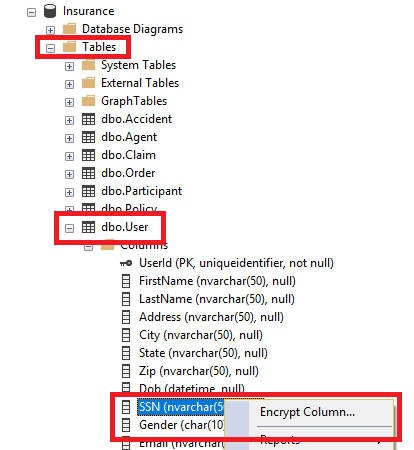 Insurance
Database Diagrams
Tables
System Tables
External Tables
GraphTables
dbo.Accident
dbo.Agent
dbo.Claim
dbo.Order
dbo.Participant
dbo.Policy
dbo.User
Columns
UserId (PK, uniqueidentifier, not null)
FirstName (nvarchar(50), null)
LastName (nvarchar(50), null)
Address (nvarchar(50), null)
City (nvarchar(50), null)
State (nvarchar(50), null)
Zip (nvarchar(50), null)
Dob (datetime, null)
SSN (nvarchar(5 Encrypt Column...
Gender (char(10)
Email (nvarchar Reports